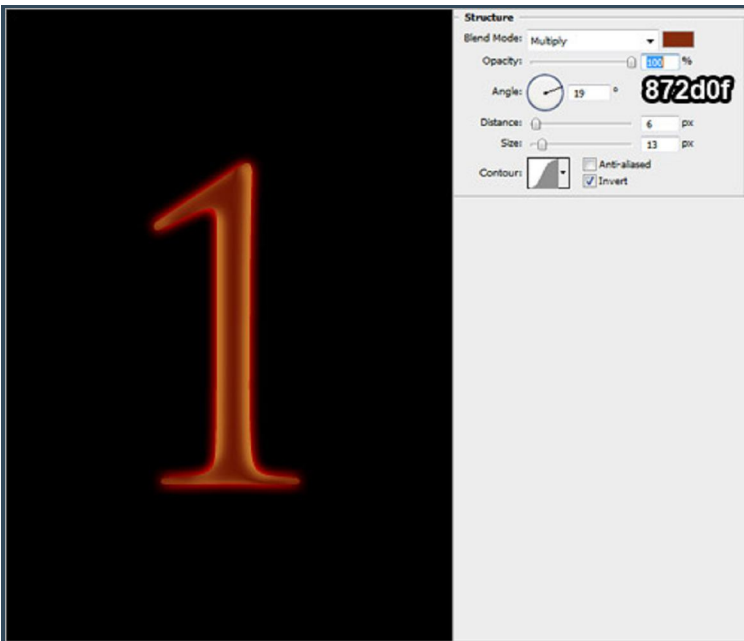 1
Structure
Blend Mode: Multiply
Opacity: 100 %
Angle: 19 °
872d0f
Distance: 6 px
Size: 13 px
Contour:
Anti-aliased
Invert